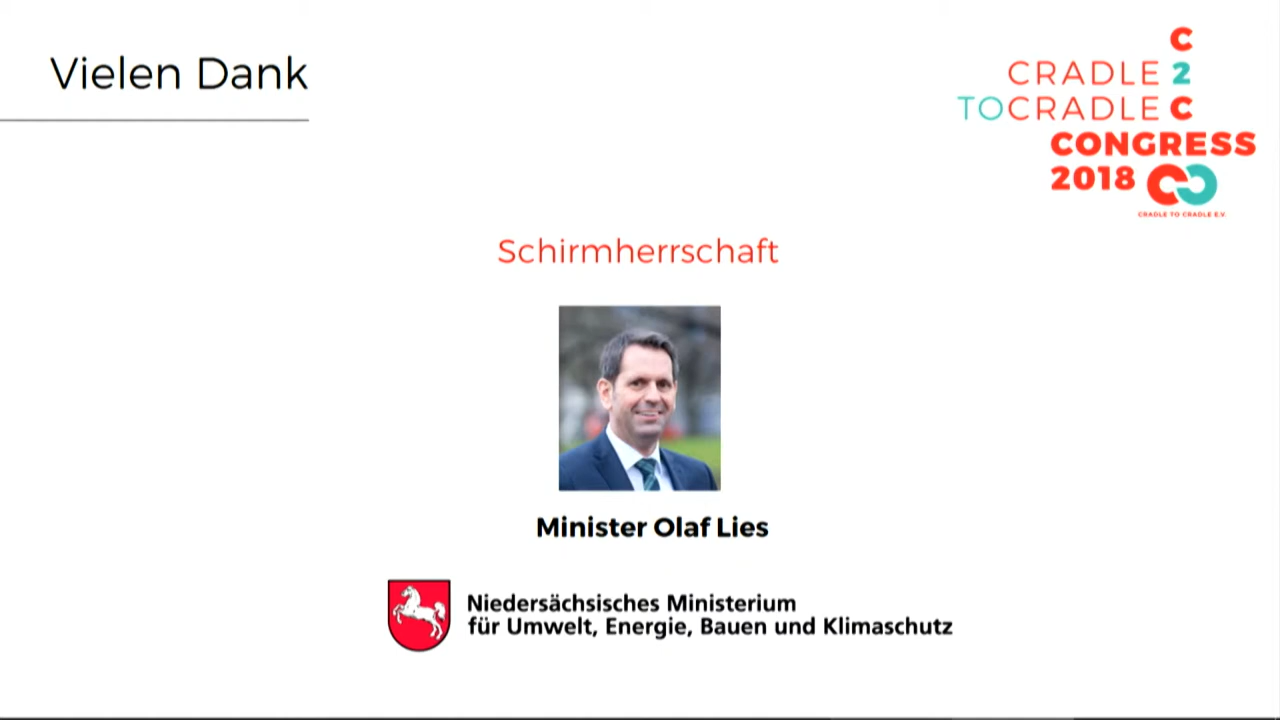 Vielen Dank
C
CRADLE 2
TOCRADLE C
CONGRESS
2018
CRADLE TO CRADLE E.V.
Schirmherrschaft
Minister Olaf Lies
Niedersächsisches Ministerium
für Umwelt, Energie, Bauen und Klimaschutz